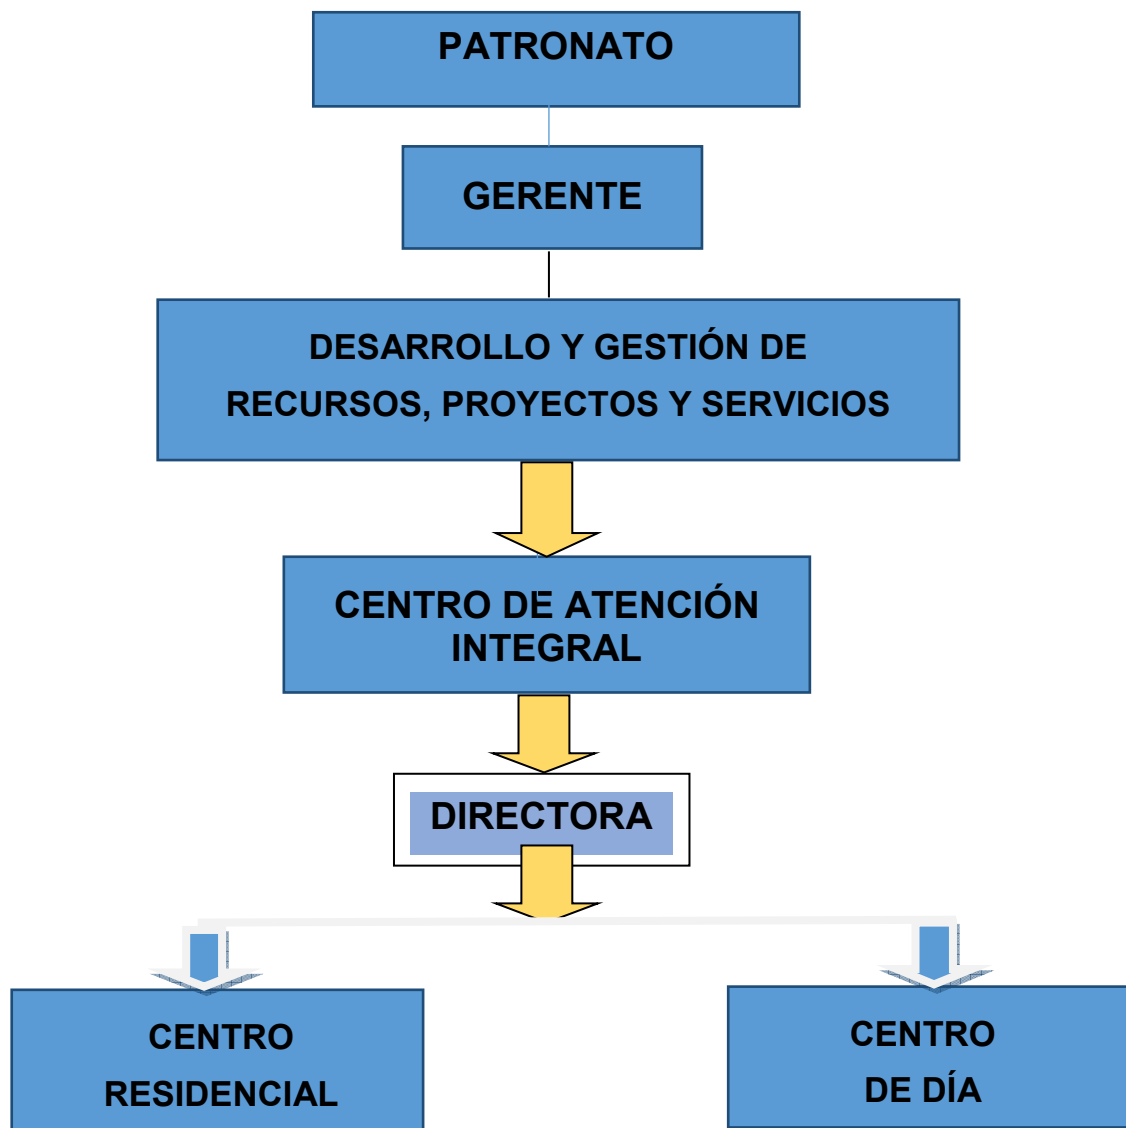 PATRONATO
GERENTE
DESARROLLO Y GESTIÓN DE
RECURSOS, PROYECTOS Y SERVICIOS
CENTRO DE ATENCIÓN
INTEGRAL
DIRECTORA
CENTRO
RESIDENCIAL
CENTRO
DE DÍA